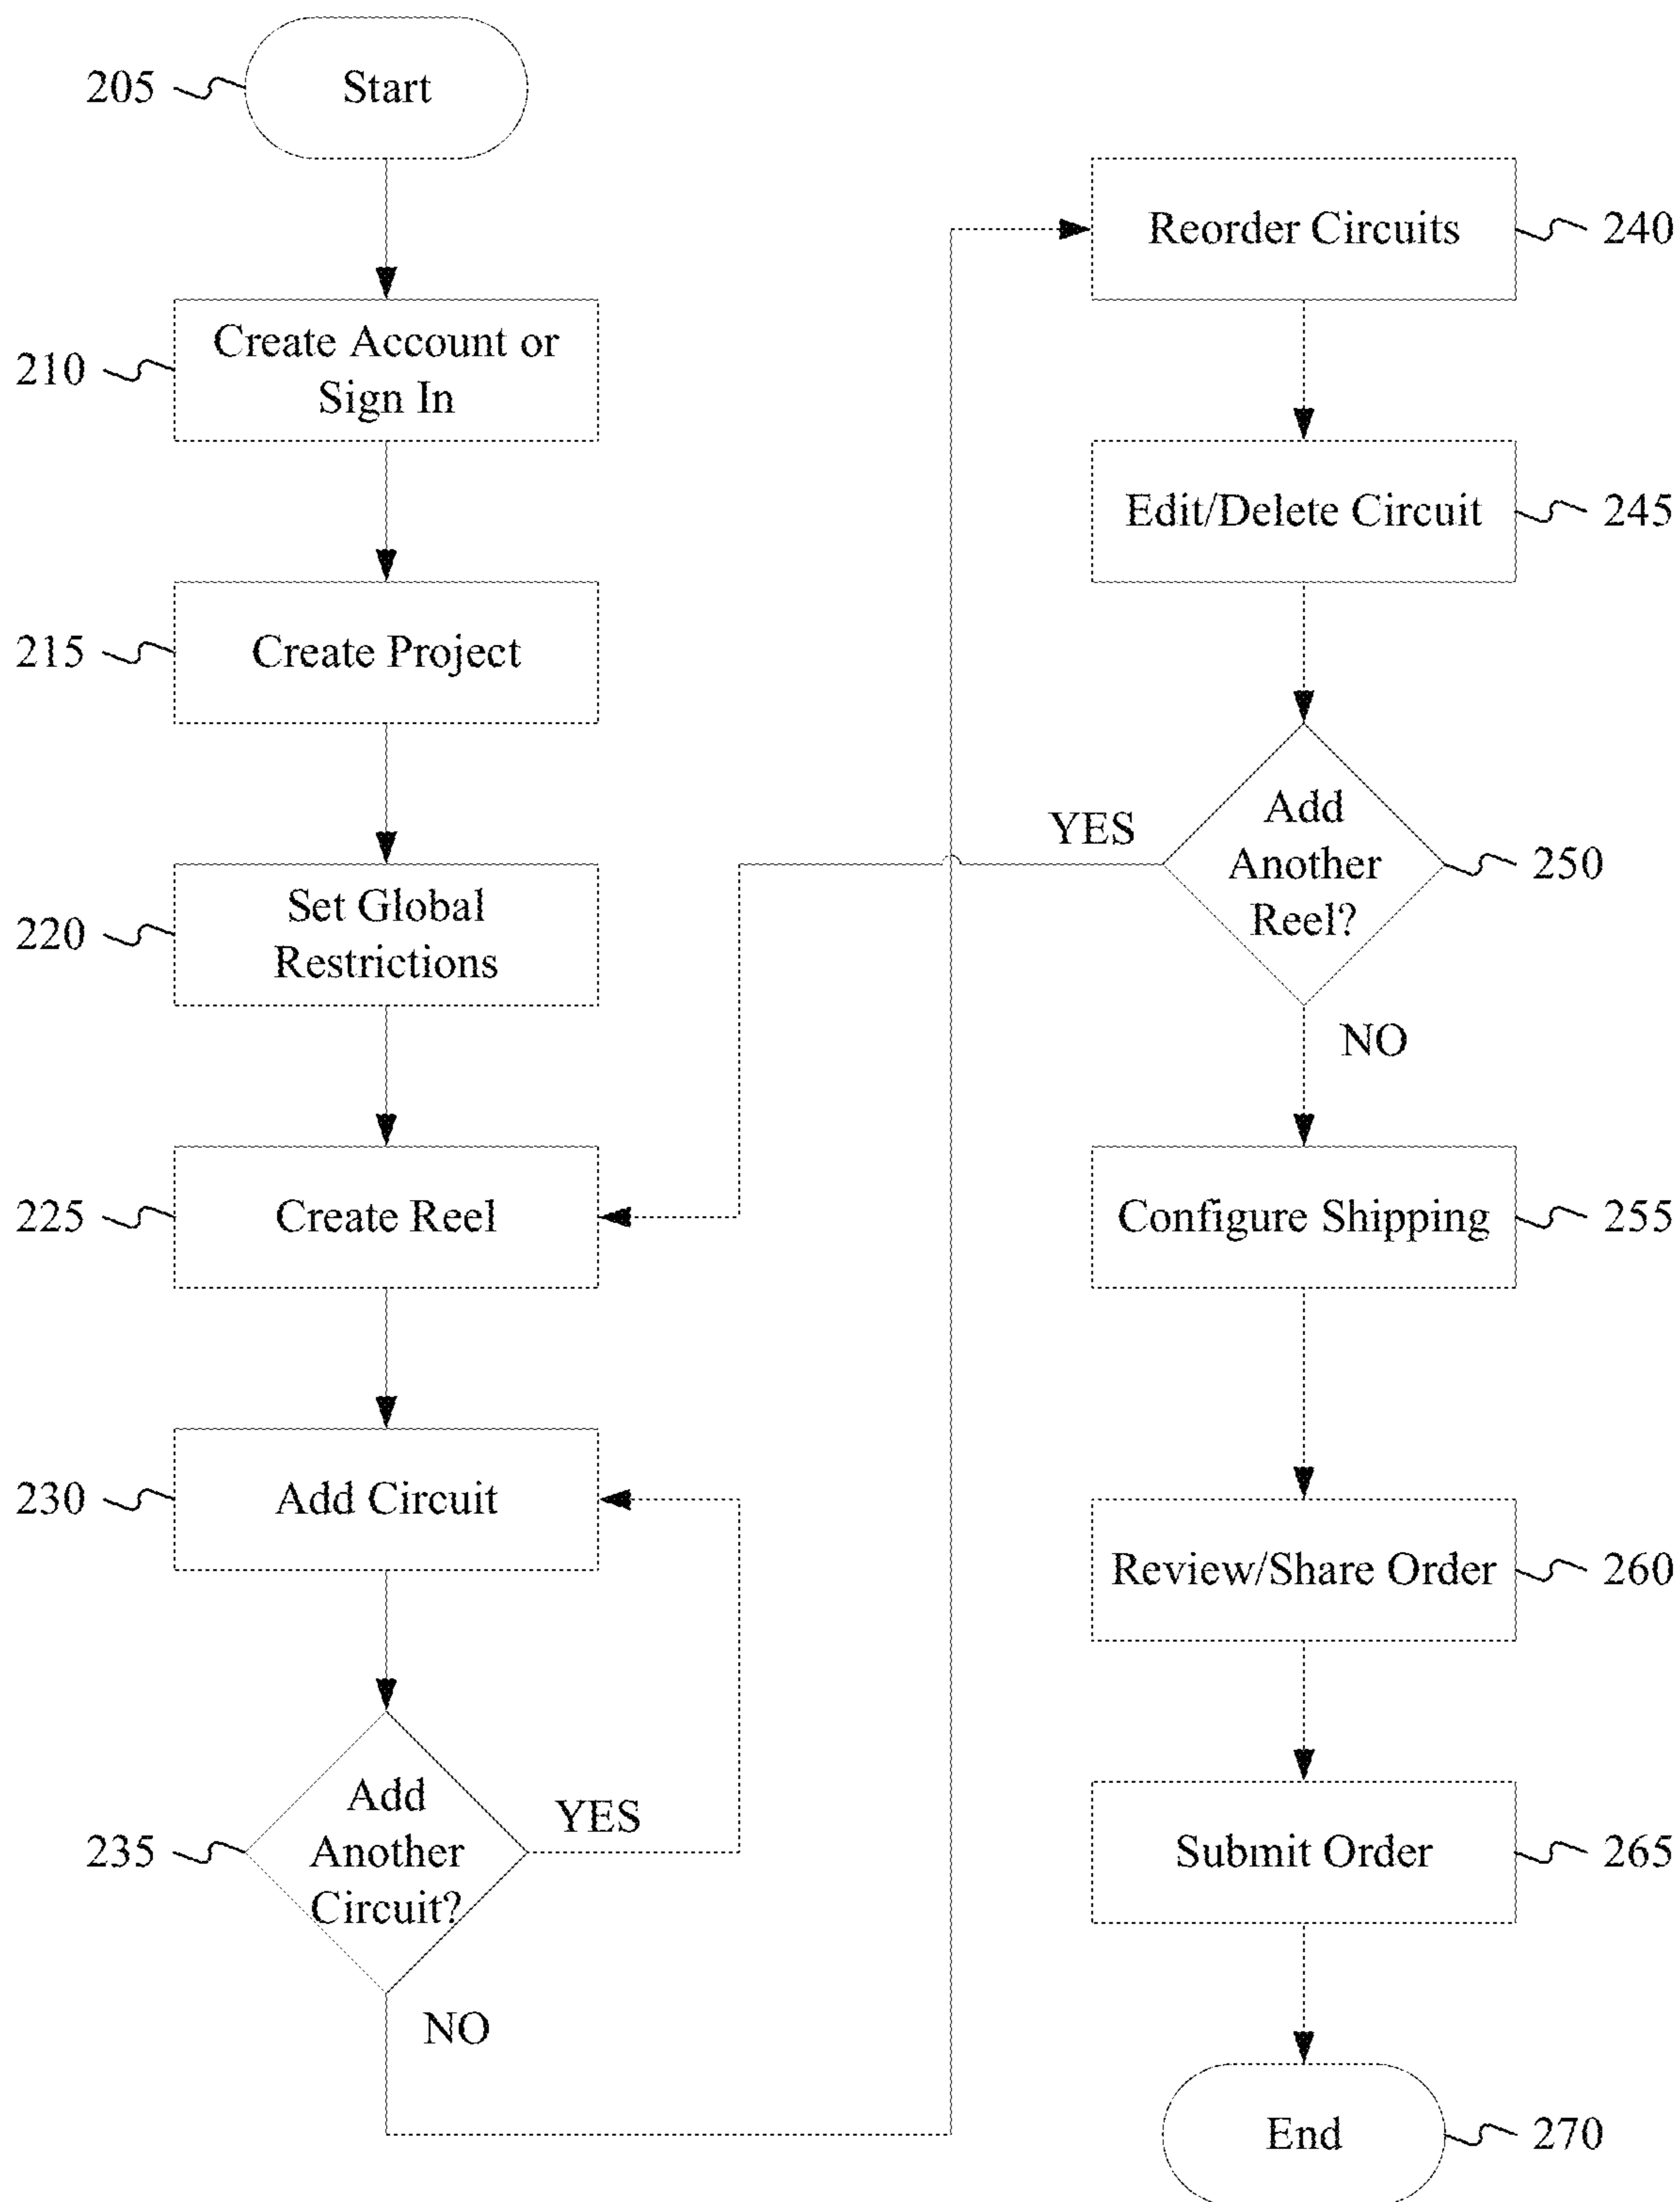 205
Start
210
Create Account or
Sign In
215
Create Project
220
Set Global
Restrictions
225
Create Reel
230
Add Circuit
235
Add
Another
Circuit?
YES
NO
Reorder Circuits
240
Edit/Delete Circuit
245
Add
Another
Reel?
250
YES
NO
Configure Shipping
255
Review/Share Order
260
Submit Order
265
End
270